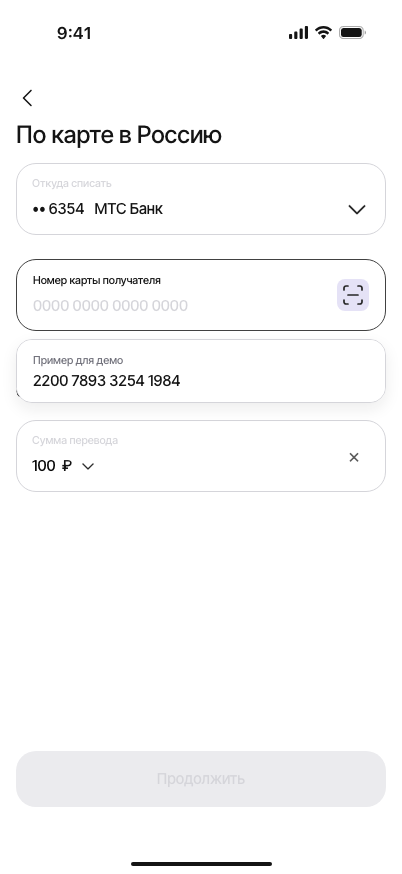 9:41
По карте в Россию
Откуда списать
•• 6354 МТС Банк
Номер карты получателя
0000 0000 0000 0000
Пример для демо
2200 7893 3254 1984
Сумма перевода
100 ₽
Продолжить